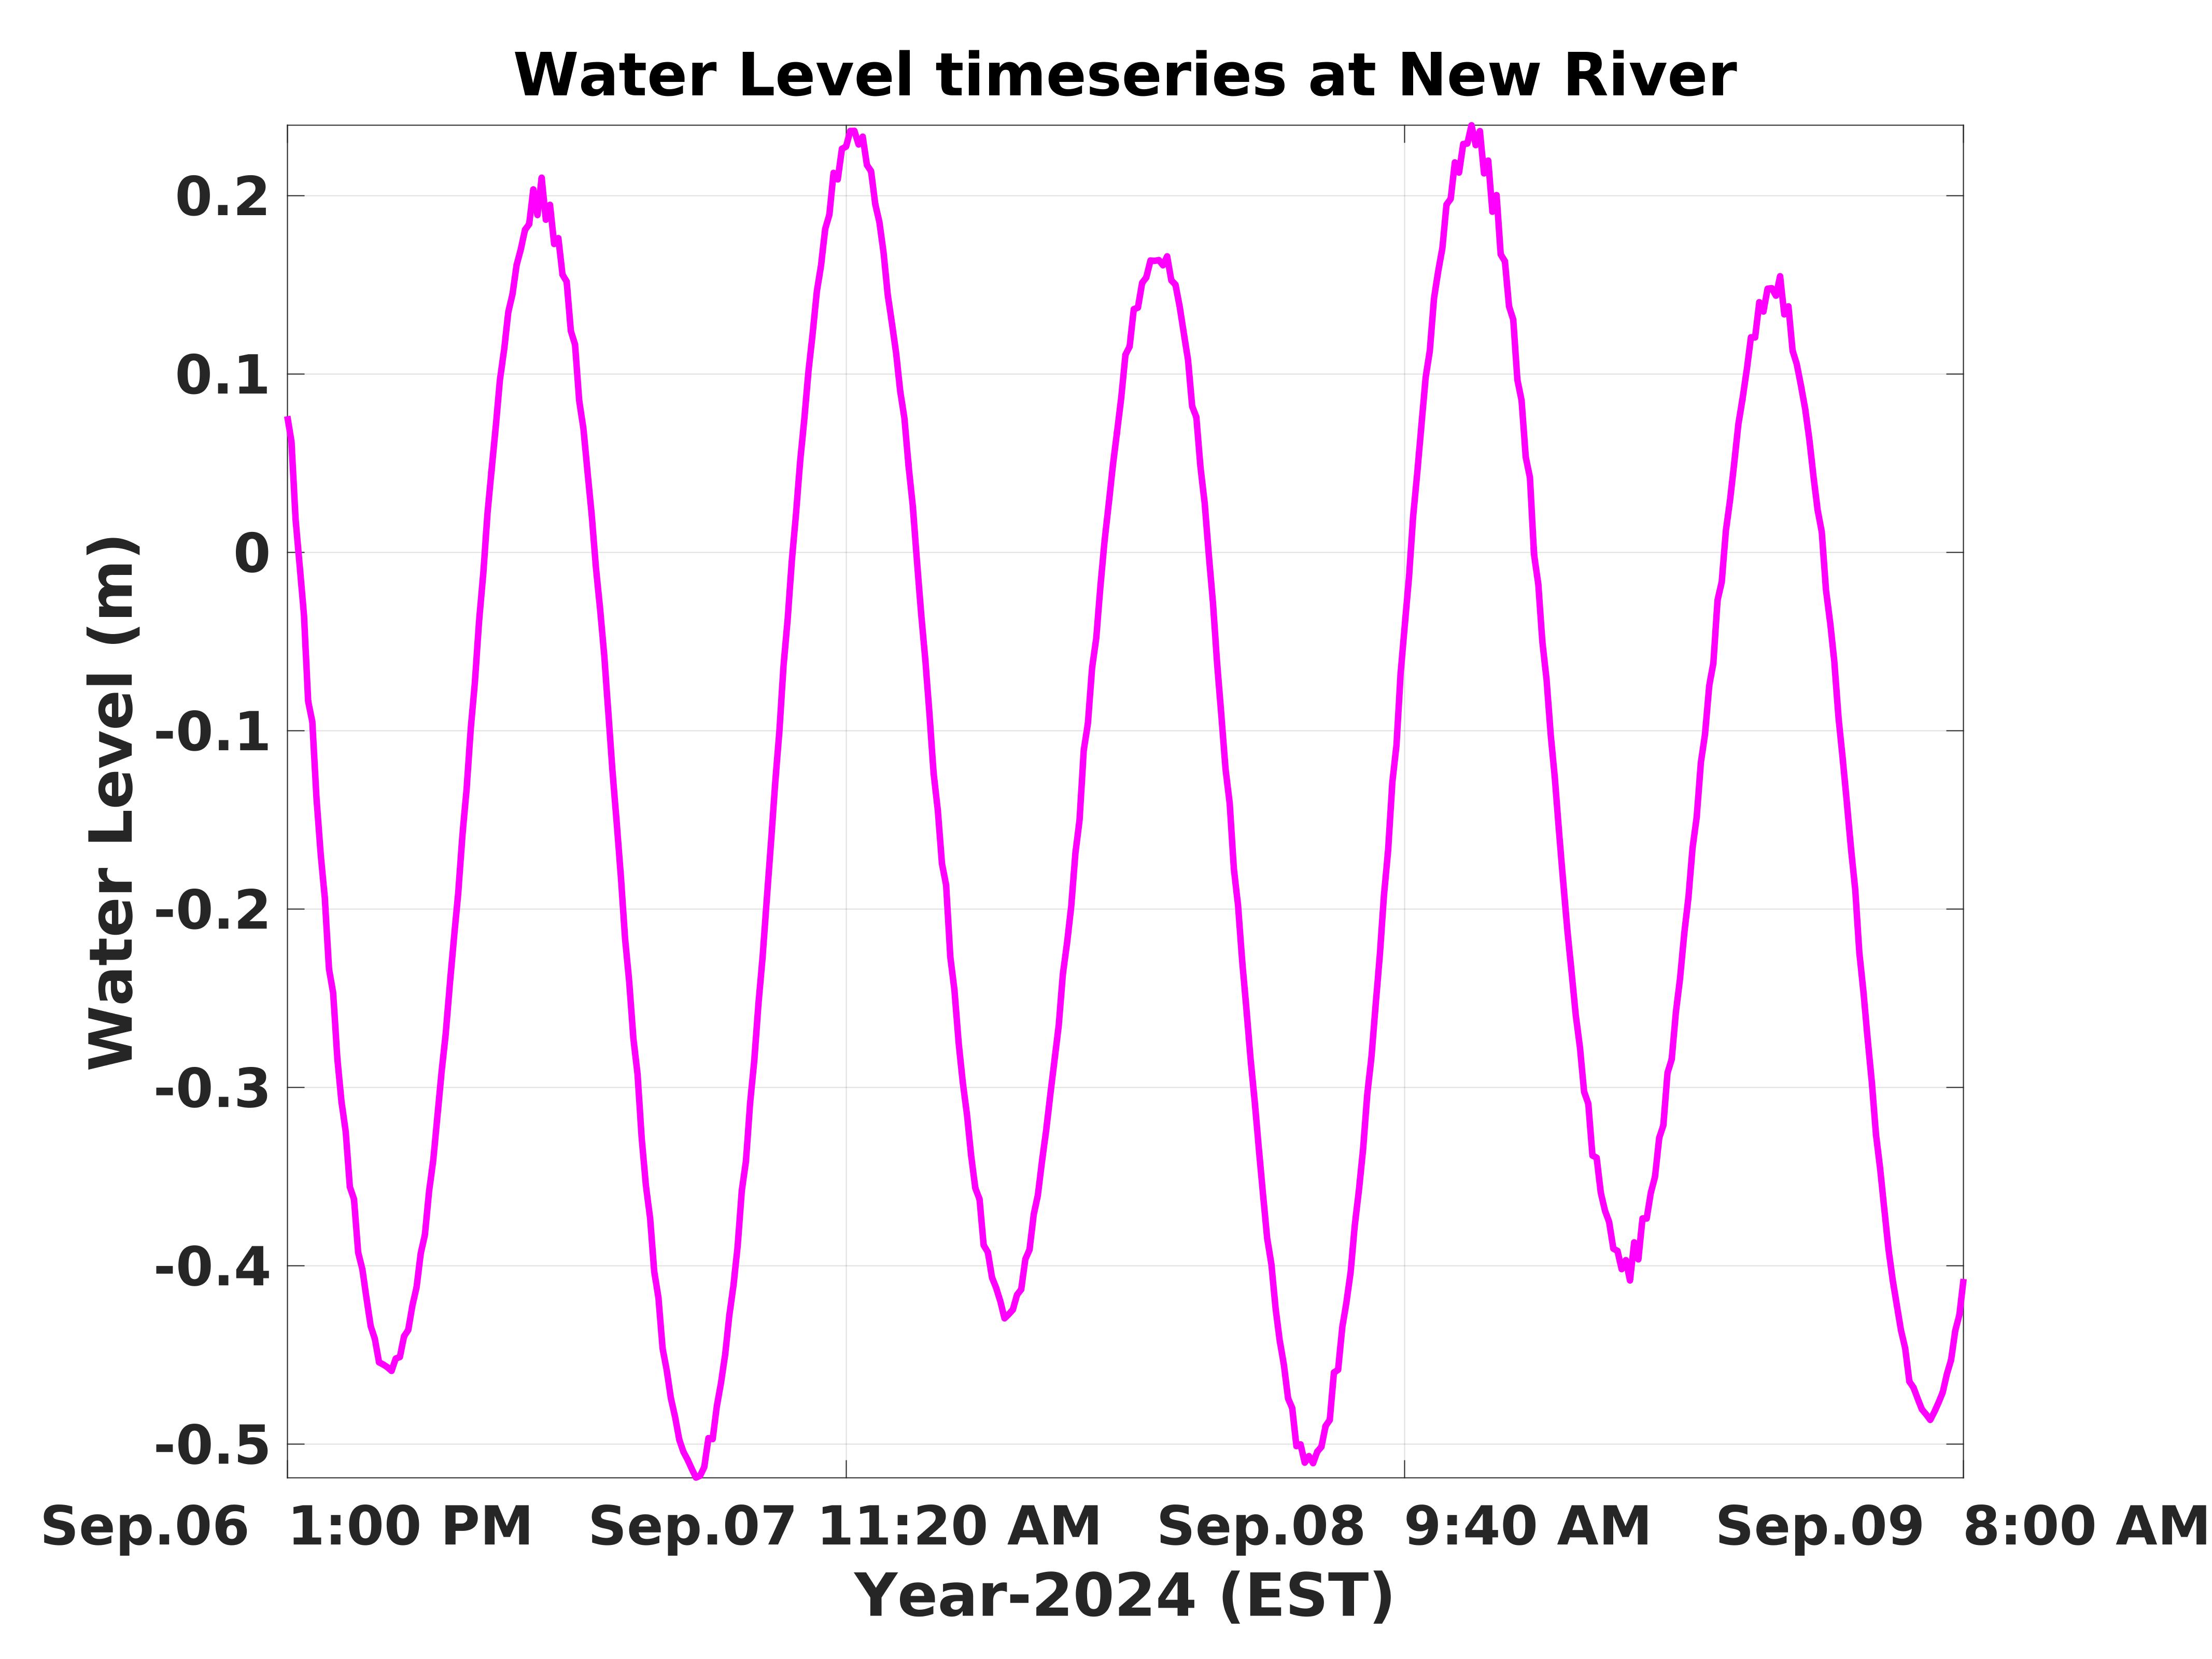 Water Level timeseries at New River
Water Level (m)
0.2
0.1
0
-0.1
-0.2
-0.3
-0.4
-0.5
Sep.06 1:00 PM Sep.07 11:20 AM Sep.08 9:40 AM Sep.09 8:00 AM
Year-2024 (EST)